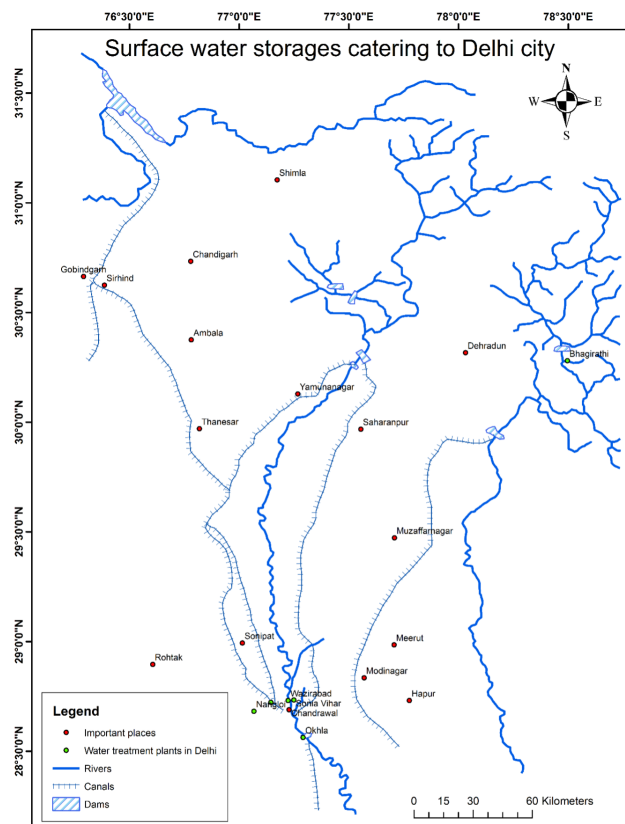 76°30'0"E 77°0'0"E 77°30'0"E 78°0'0"E 78°30'0"E
Surface water storages catering to Delhi city
N
W E
S
31°30'0"N
31°0'0"N
30°30'0"N
30°0'0"N
29°30'0"N
29°0'0"N
28°30'0"N
Shimla
Chandigarh
Gobindgarh
Sirhind
Ambala
Dehradun
Bhagirathi
Yamunanagar
Thanesar
Saharanpur
Muzaffarnagar
Sonipat
Meerut
Rohtak
Modinagar
Hapur
Wazirabad
Nangloi
Sonia Vihar
Chandrawal
Okhla
Legend
Important places
Water treatment plants in Delhi
Rivers
Canals
Dams
0 15 30 60 Kilometers